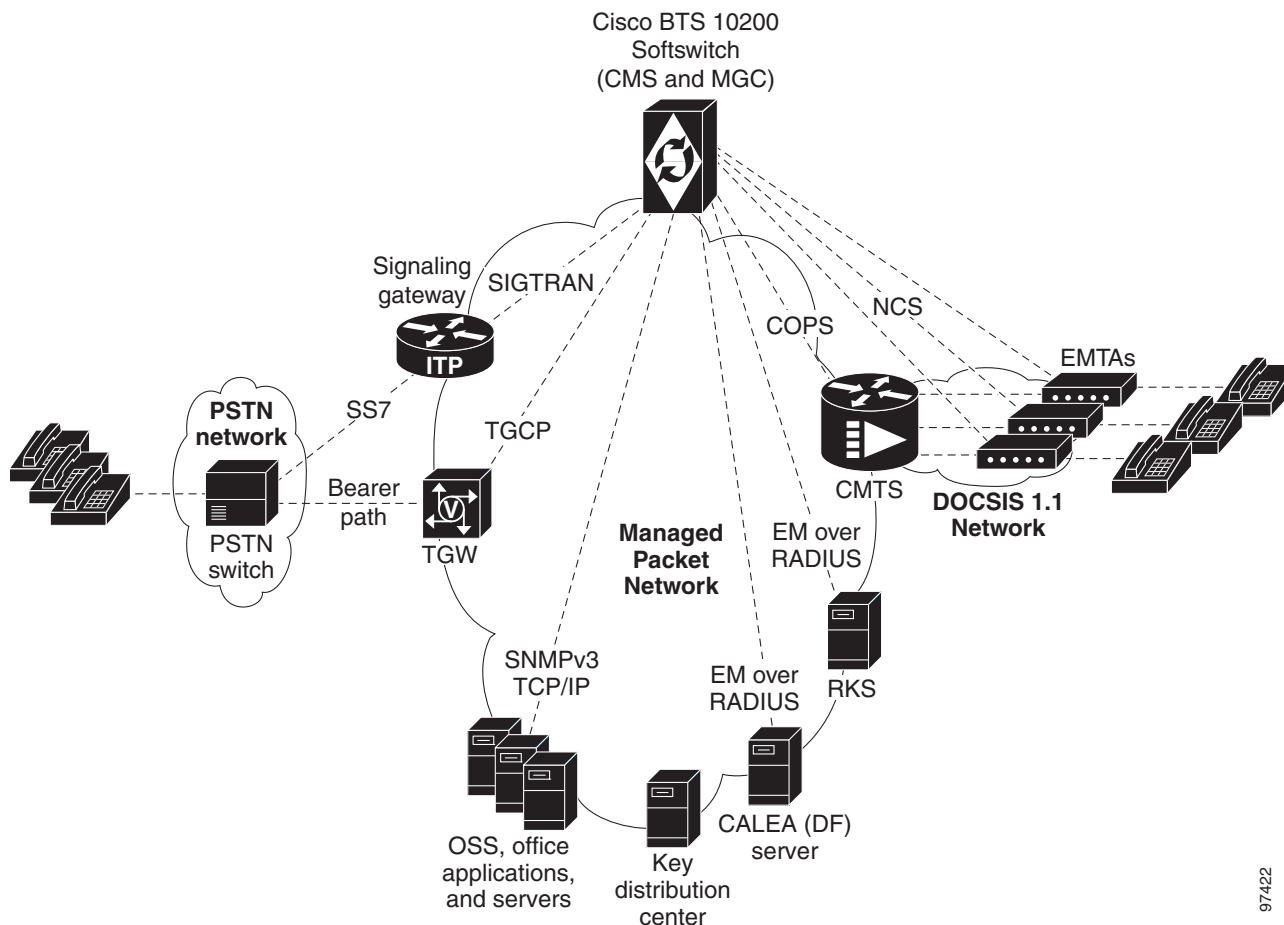 Cisco BTS 10200
Softswitch
(CMS and MGC)
Signaling
gateway
SIGTRAN
ITP
COPS
NCS
EMTAs
PSTN
network
SS7
TGCP
Bearer
path
PSTN
switch
V
TGW
CMTS
DOCSIS 1.1
Network
Managed
Packet
Network
EM over
RADIUS
SNMPv3
TCP/IP
EM over
RADIUS
RKS
OSS, office
applications,
and servers
Key
distribution
center
CALEA (DF)
server
97422